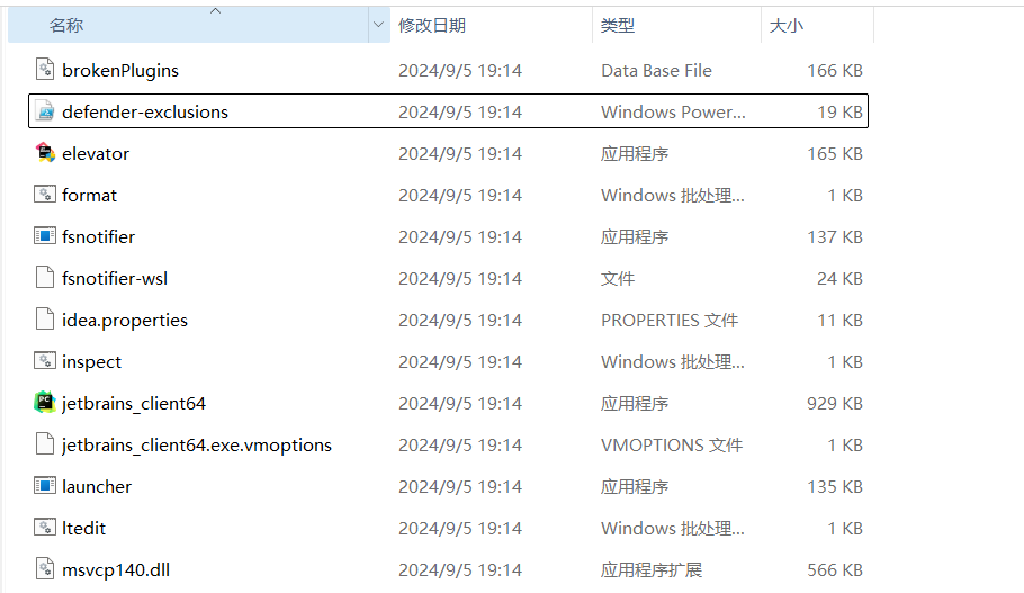 名称 修改日期 类型 大小
brokenPlugins 2024/9/5 19:14 Data Base File 166 KB
defender-exclusions 2024/9/5 19:14 Windows Power... 19 KB
elevator 2024/9/5 19:14 应用程序 165 KB
format 2024/9/5 19:14 Windows 批处理... 1 KB
fsnotifier 2024/9/5 19:14 应用程序 137 KB
fsnotifier-wsl 2024/9/5 19:14 文件 24 KB
idea.properties 2024/9/5 19:14 PROPERTIES 文件 11 KB
inspect 2024/9/5 19:14 Windows 批处理... 1 KB
PC jetbrains_client64 2024/9/5 19:14 应用程序 929 KB
jetbrains_client64.exe.vmoptions 2024/9/5 19:14 VMOPTIONS 文件 1 KB
launcher 2024/9/5 19:14 应用程序 135 KB
ltedit 2024/9/5 19:14 Windows 批处理... 1 KB
msvcp140.dll 2024/9/5 19:14 应用程序扩展 566 KB